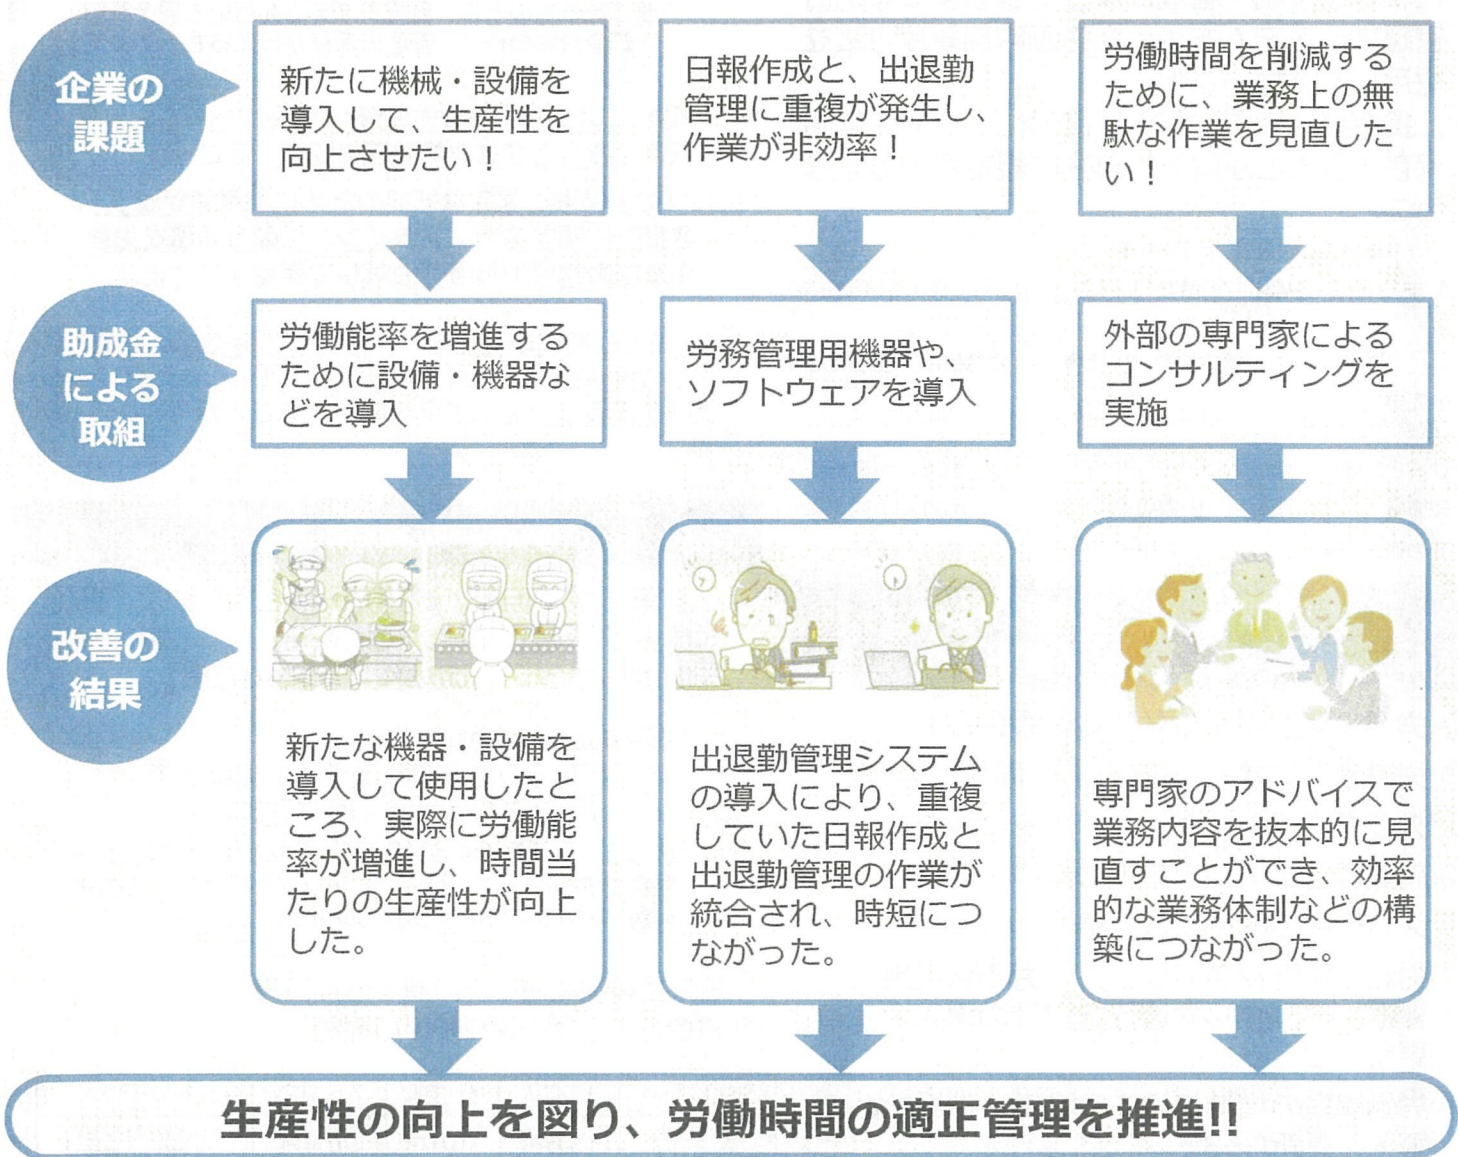 企業の
課題
新たに機械・設備を
導入して、生産性を
向上させたい！
日報作成と、出退勤
管理に重複が発生し、
作業が非効率！
労働時間を削減する
ために、業務上の無
駄な作業を見直した
い！
助成金
による
取組
労働能率を増進する
ために設備・機器な
どを導入
労務管理用機器や、
ソフトウェアを導入
外部の専門家による
コンサルティングを
実施
改善の
結果
新たな機器・設備を
導入して使用したと
ころ、実際に労働能
率が増進し、時間当
たりの生産性が向上
した。
出退勤管理システム
の導入により、重複
していた日報作成と
出退勤管理の作業が
統合され、時短につ
ながった。
専門家のアドバイスで
業務内容を抜本的に見
直すことができ、効率
的な業務体制などの構
築につながった。
生産性の向上を図り、労働時間の適正管理を推進!!